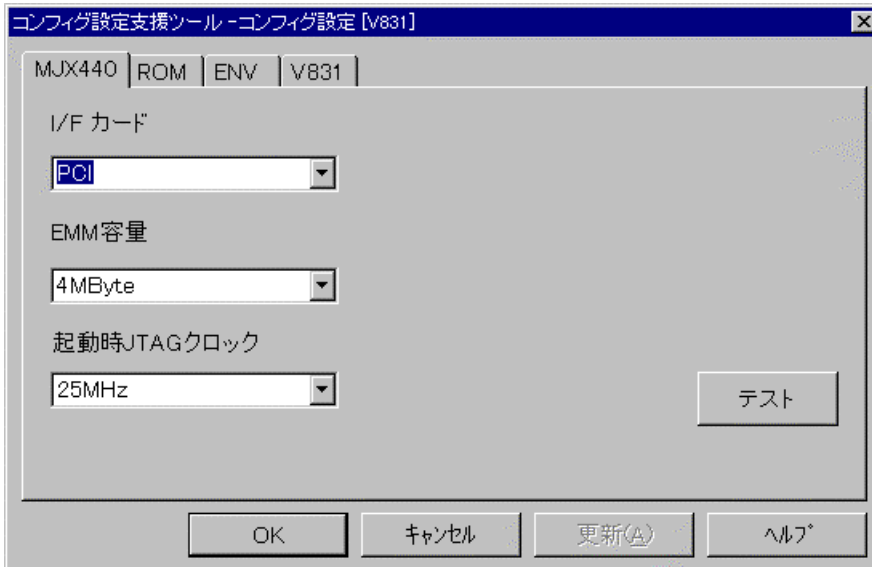 コンフィグ設定支援ツール -コンフィグ設定 [V831]
MJX440 ROM ENV V831
I/F カード
PCI
EMM容量
4MByte
起動時JTAGクロック
25MHz
テスト
OK キャンセル 更新(A) ヘルプ